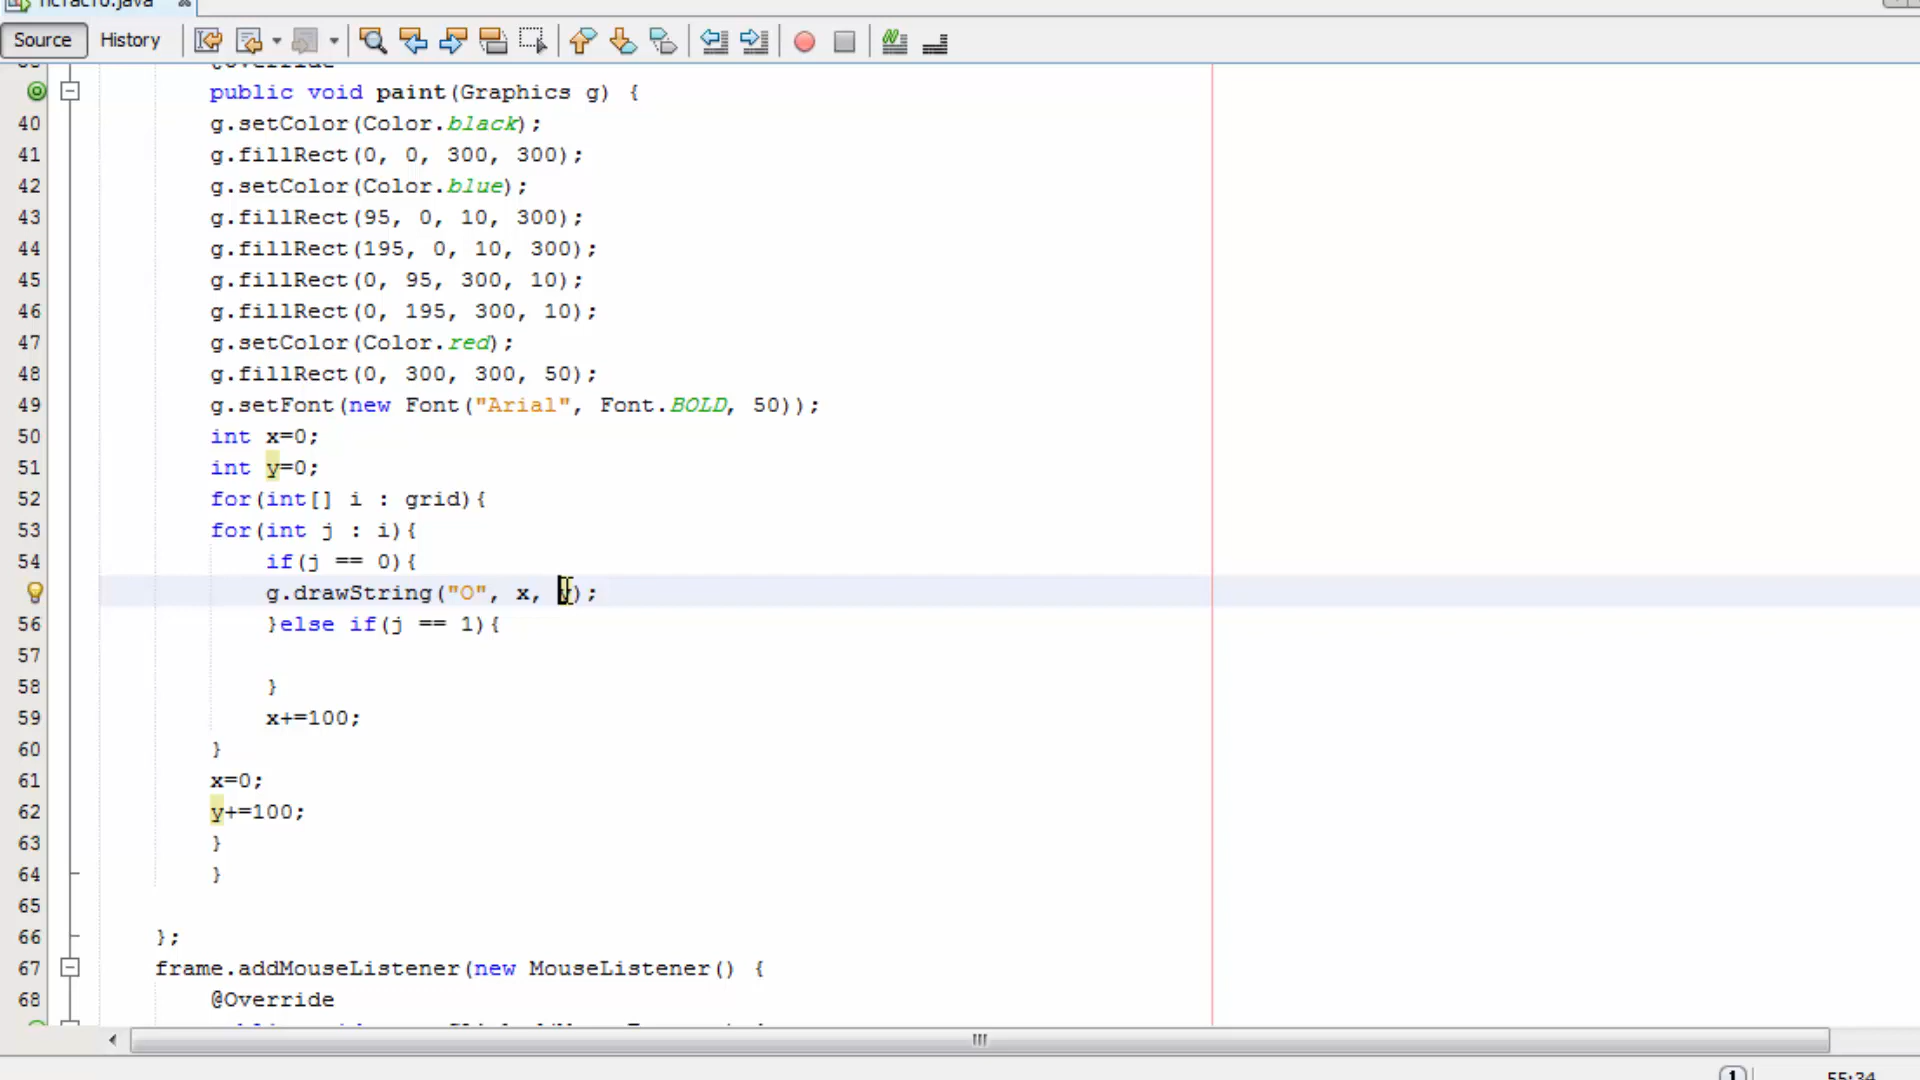 Source History
public void paint(Graphics g) {
40 g.setColor(Color.black);
41 g.fillRect(0, 0, 300, 300);
42 g.setColor(Color.blue);
43 g.fillRect(95, 0, 10, 300);
44 g.fillRect(195, 0, 10, 300);
45 g.fillRect(0, 95, 300, 10);
46 g.fillRect(0, 195, 300, 10);
47 g.setColor(Color.red);
48 g.fillRect(0, 300, 300, 50);
49 g.setFont(new Font("Arial", Font.BOLD, 50));
50 int x=0;
51 int y=0;
52 for(int[] i : grid){
53 for(int j : i){
54 if(j == 0){
g.drawString("O", x, y);
56 }else if(j == 1){
57
58 }
59 x+=100;
60 }
61 x=0;
62 y+=100;
63 }
64 }
65
66 };
67 frame.addMouseListener(new MouseListener() {
68 @Override
1 55:34